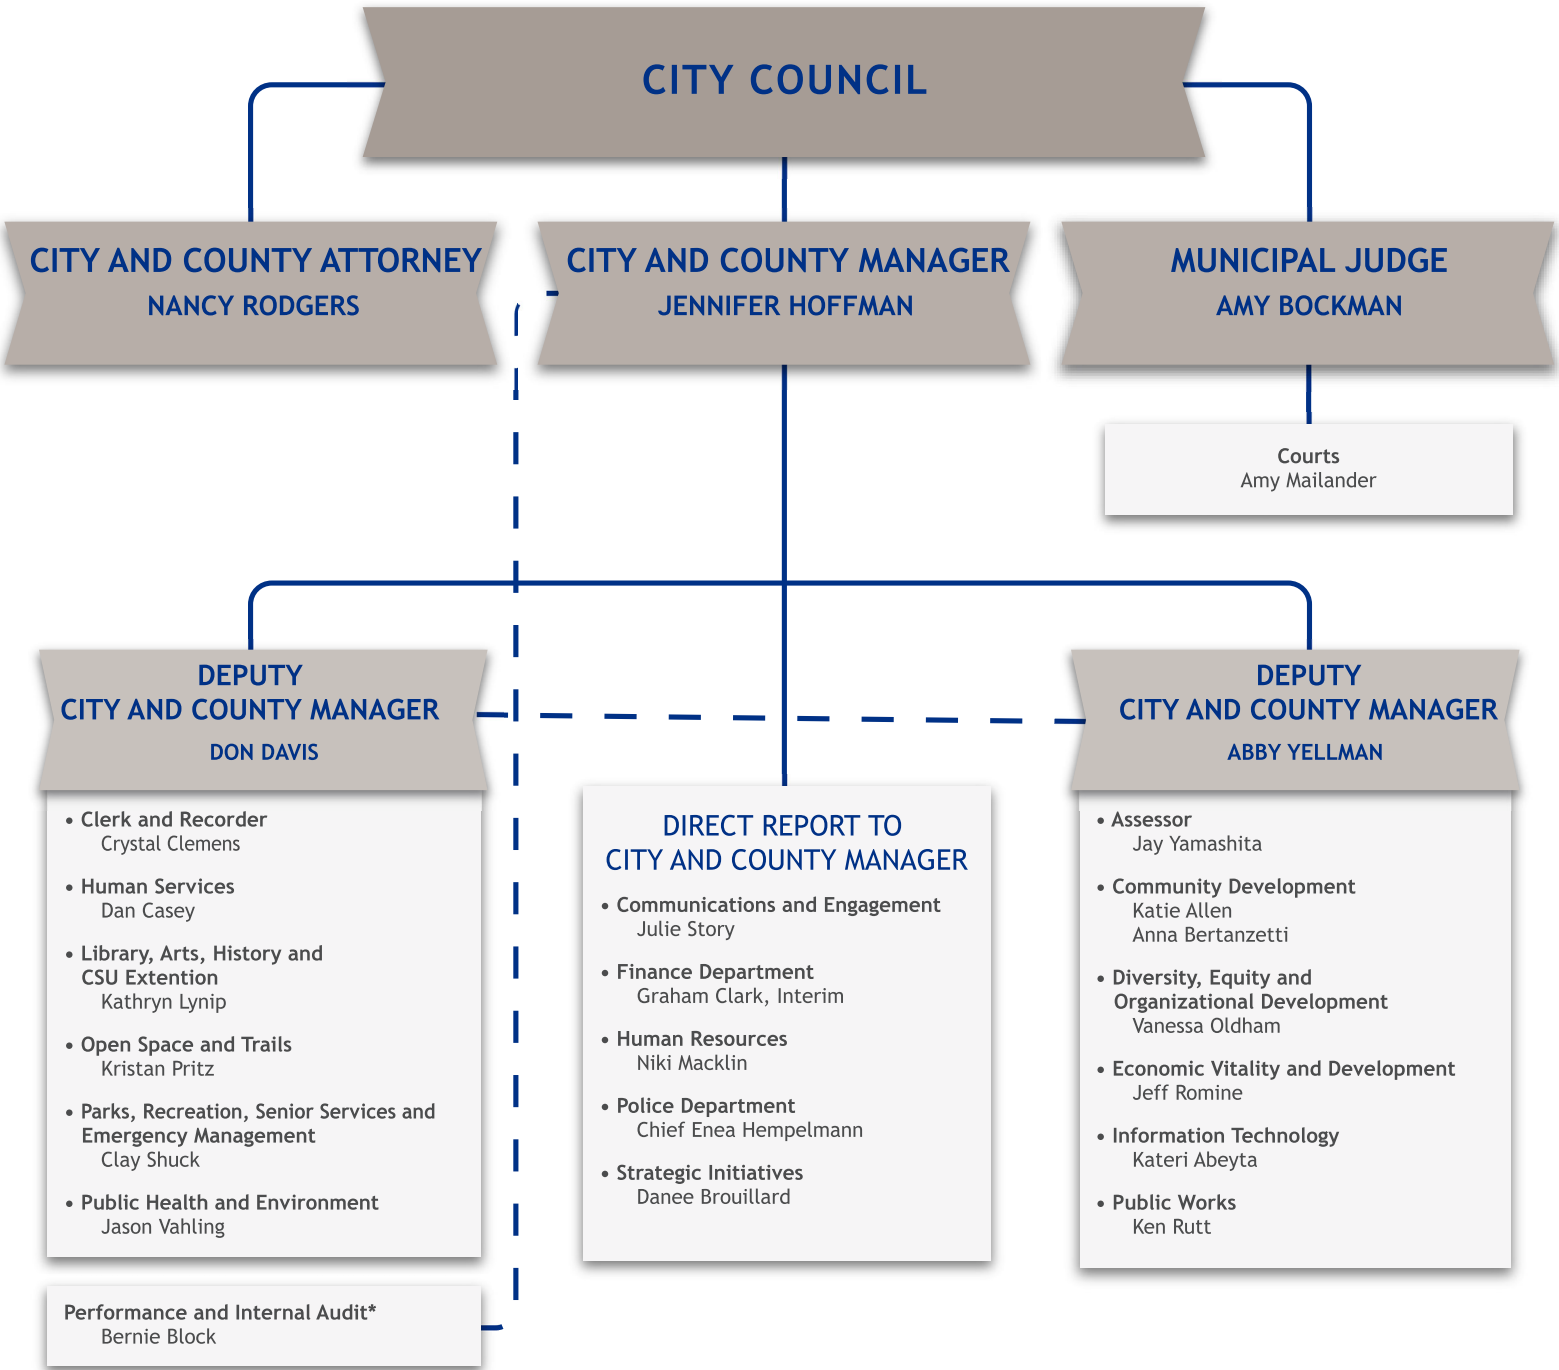 CITY COUNCIL
CITY AND COUNTY ATTORNEY
NANCY RODGERS
CITY AND COUNTY MANAGER
JENNIFER HOFFMAN
MUNICIPAL JUDGE
AMY BOCKMAN
Courts
Amy Mailander
DEPUTY
CITY AND COUNTY MANAGER
DON DAVIS
• Clerk and Recorder
Crystal Clemens
• Human Services
Dan Casey
• Library, Arts, History and
CSU Extention
Kathryn Lynip
• Open Space and Trails
Kristan Pritz
• Parks, Recreation, Senior Services and
Emergency Management
Clay Shuck
• Public Health and Environment
Jason Vahling
Performance and Internal Audit*
Bernie Block
DIRECT REPORT TO
CITY AND COUNTY MANAGER
• Communications and Engagement
Julie Story
• Finance Department
Graham Clark, Interim
• Human Resources
Niki Macklin
• Police Department
Chief Enea Hempelmann
• Strategic Initiatives
Danee Brouillard
DEPUTY
CITY AND COUNTY MANAGER
ABBY YELLMAN
• Assessor
Jay Yamashita
• Community Development
Katie Allen
Anna Bertanzetti
• Diversity, Equity and
Organizational Development
Vanessa Oldham
• Economic Vitality and Development
Jeff Romine
• Information Technology
Kateri Abeyta
• Public Works
Ken Rutt